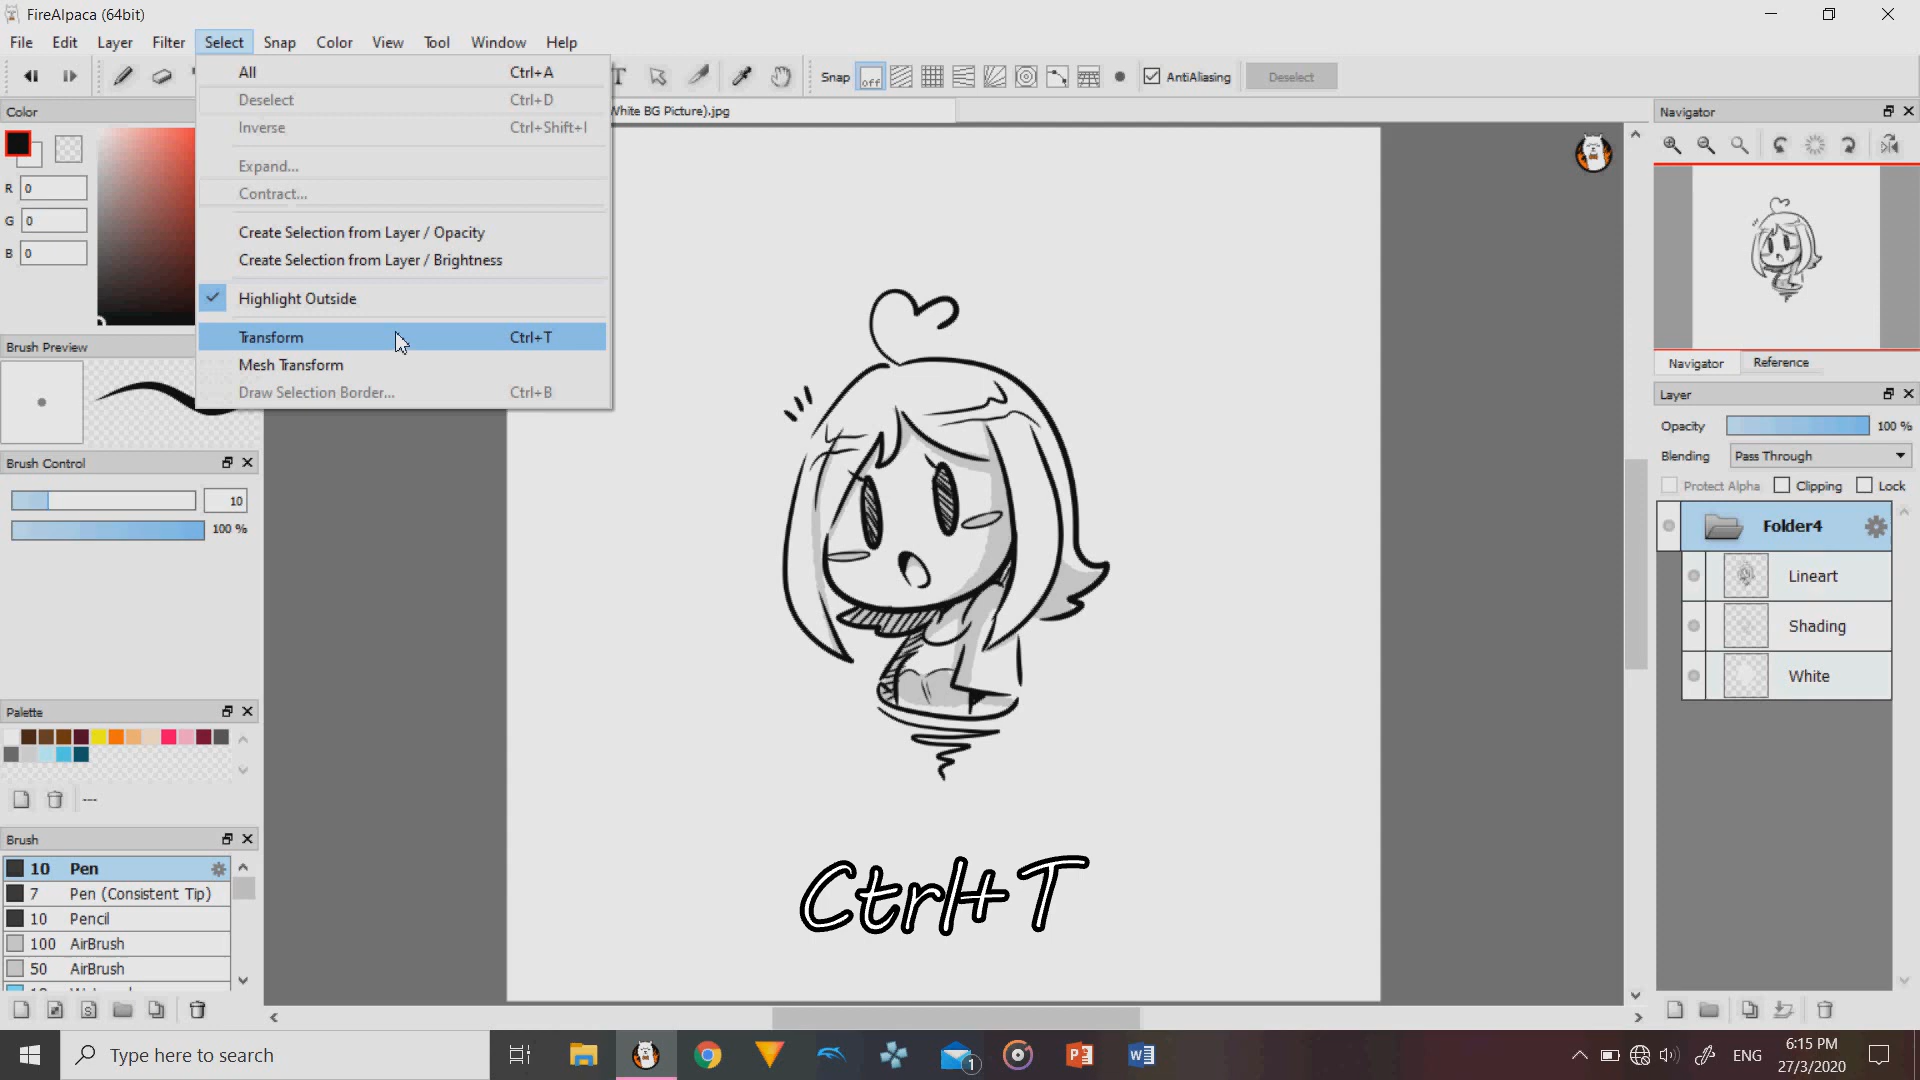 FireAlpaca (64bit)
File Edit Layer Filter Select Snap Color View Tool Window Help
All Ctrl+A
Deselect Ctrl+D
Inverse Ctrl+Shift+I
Expand...
Contract...
Create Selection from Layer / Opacity
Create Selection from Layer / Brightness
Highlight Outside
Transform Ctrl+T
Mesh Transform
Draw Selection Border... Ctrl+B
T Snap off AntiAliasing Deselect
White BG Picture).jpg
Color
R 0
G 0
B 0
Brush Preview
Brush Control
10
100 %
Palette
---
Brush
10 Pen
7 Pen (Consistent Tip)
10 Pencil
100 AirBrush
50 AirBrush
Ctrl+T
Navigator
Navigator Reference
Layer
Opacity 100 %
Blending Pass Through
Protect Alpha Clipping Lock
Folder4
Lineart
Shading
White
Type here to search
1
ENG
6:15 PM
27/3/2020